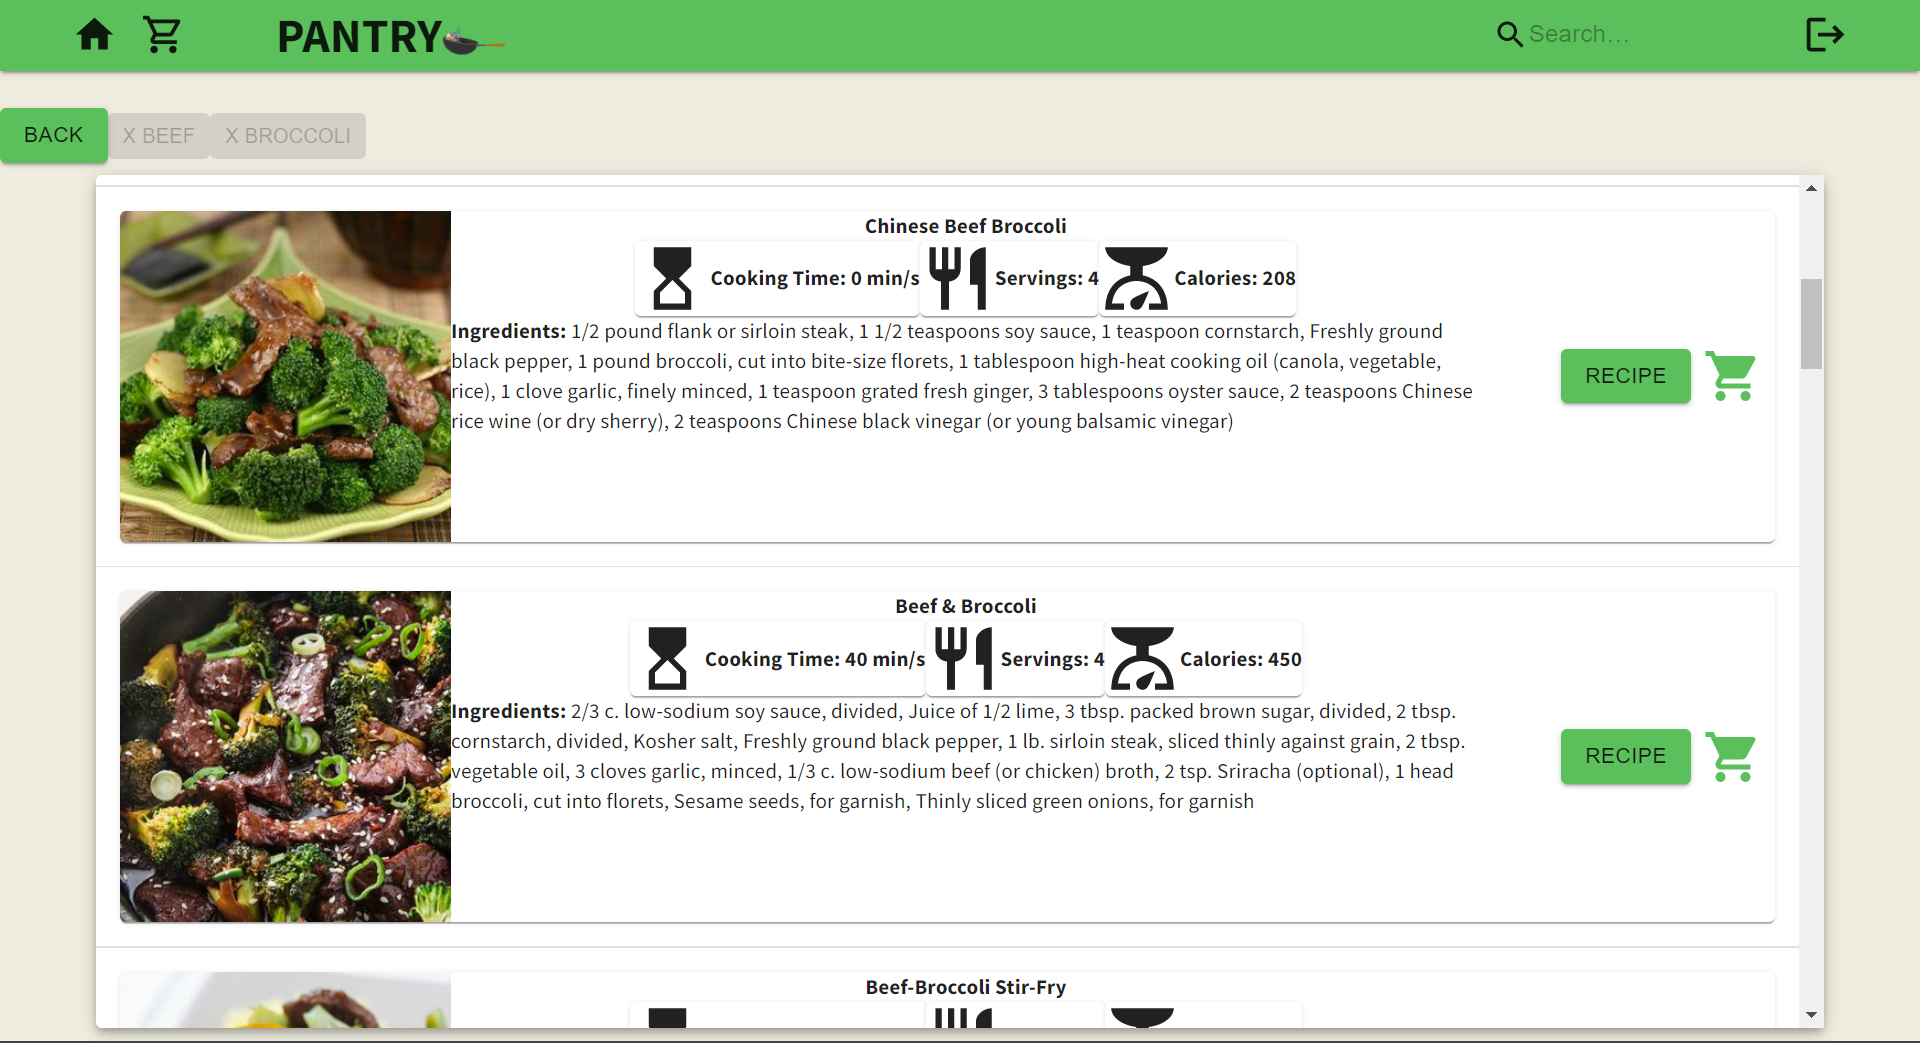 PANTRY
Search...
BACK
X BEEF
X BROCCOLI
Chinese Beef Broccoli
Cooking Time: 0 min/s
Servings: 4
Calories: 208
Ingredients: 1/2 pound flank or sirloin steak, 1 1/2 teaspoons soy sauce, 1 teaspoon cornstarch, Freshly ground
black pepper, 1 pound broccoli, cut into bite-size florets, 1 tablespoon high-heat cooking oil (canola, vegetable,
rice), 1 clove garlic, finely minced, 1 teaspoon grated fresh ginger, 3 tablespoons oyster sauce, 2 teaspoons Chinese
rice wine (or dry sherry), 2 teaspoons Chinese black vinegar (or young balsamic vinegar)
RECIPE
Beef & Broccoli
Cooking Time: 40 min/s
Servings: 4
Calories: 450
Ingredients: 2/3 c. low-sodium soy sauce, divided, Juice of 1/2 lime, 3 tbsp. packed brown sugar, divided, 2 tbsp.
cornstarch, divided, Kosher salt, Freshly ground black pepper, 1 lb. sirloin steak, sliced thinly against grain, 2 tbsp.
vegetable oil, 3 cloves garlic, minced, 1/3 c. low-sodium beef (or chicken) broth, 2 tsp. Sriracha (optional), 1 head
broccoli, cut into florets, Sesame seeds, for garnish, Thinly sliced green onions, for garnish
RECIPE
Beef-Broccoli Stir-Fry